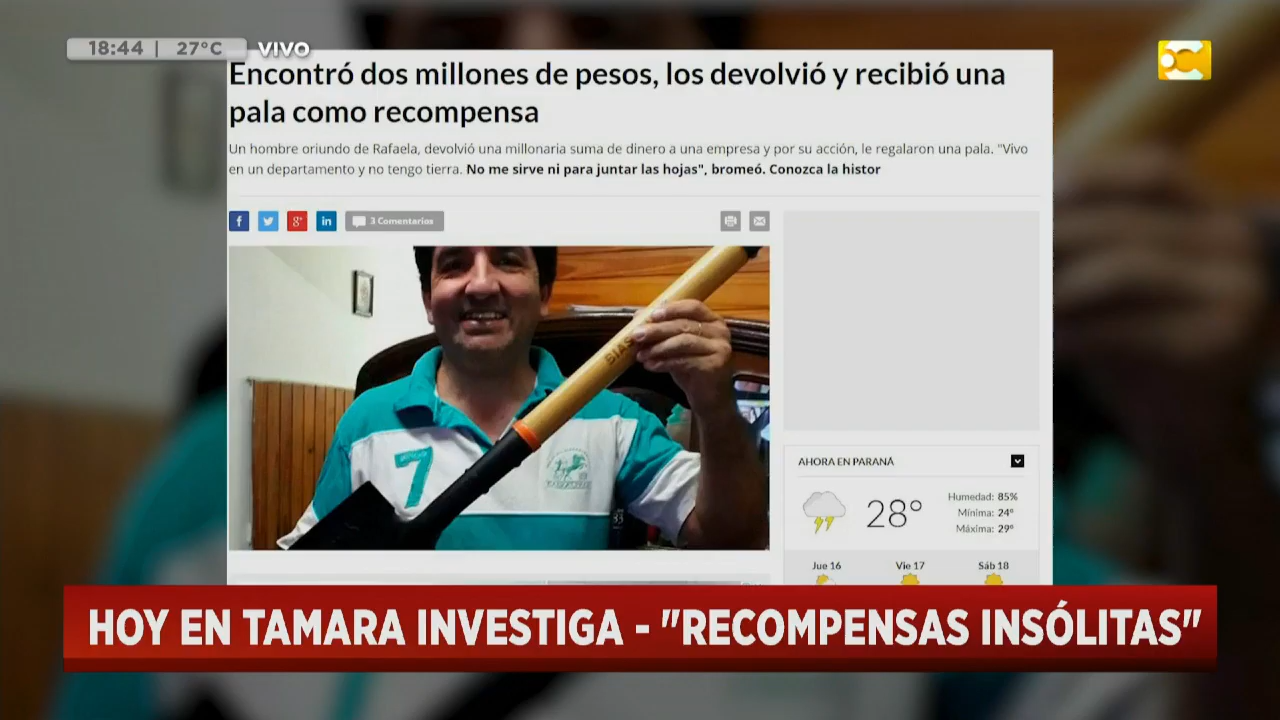 18:44 | 27°C VIVO
Encontró dos millones de pesos, los devolvió y recibió una
pala como recompensa
Un hombre oriundo de Rafaela, devolvió una millonaria suma de dinero a una empresa y por su acción, le regalaron una pala. "Vivo
en un departamento y no tengo tierra. No me sirve ni para juntar las hojas", bromeó. Conozca la histor
f
g+
in
3 Comentarios
BIAS
7
33
AHORA EN PARANÁ
28°
Humedad: 85%
Mínima: 24°
Máxima: 29°
Jue 16 Vie 17 Sáb 18
HOY EN TAMARA INVESTIGA - "RECOMPENSAS INSÓLITAS"